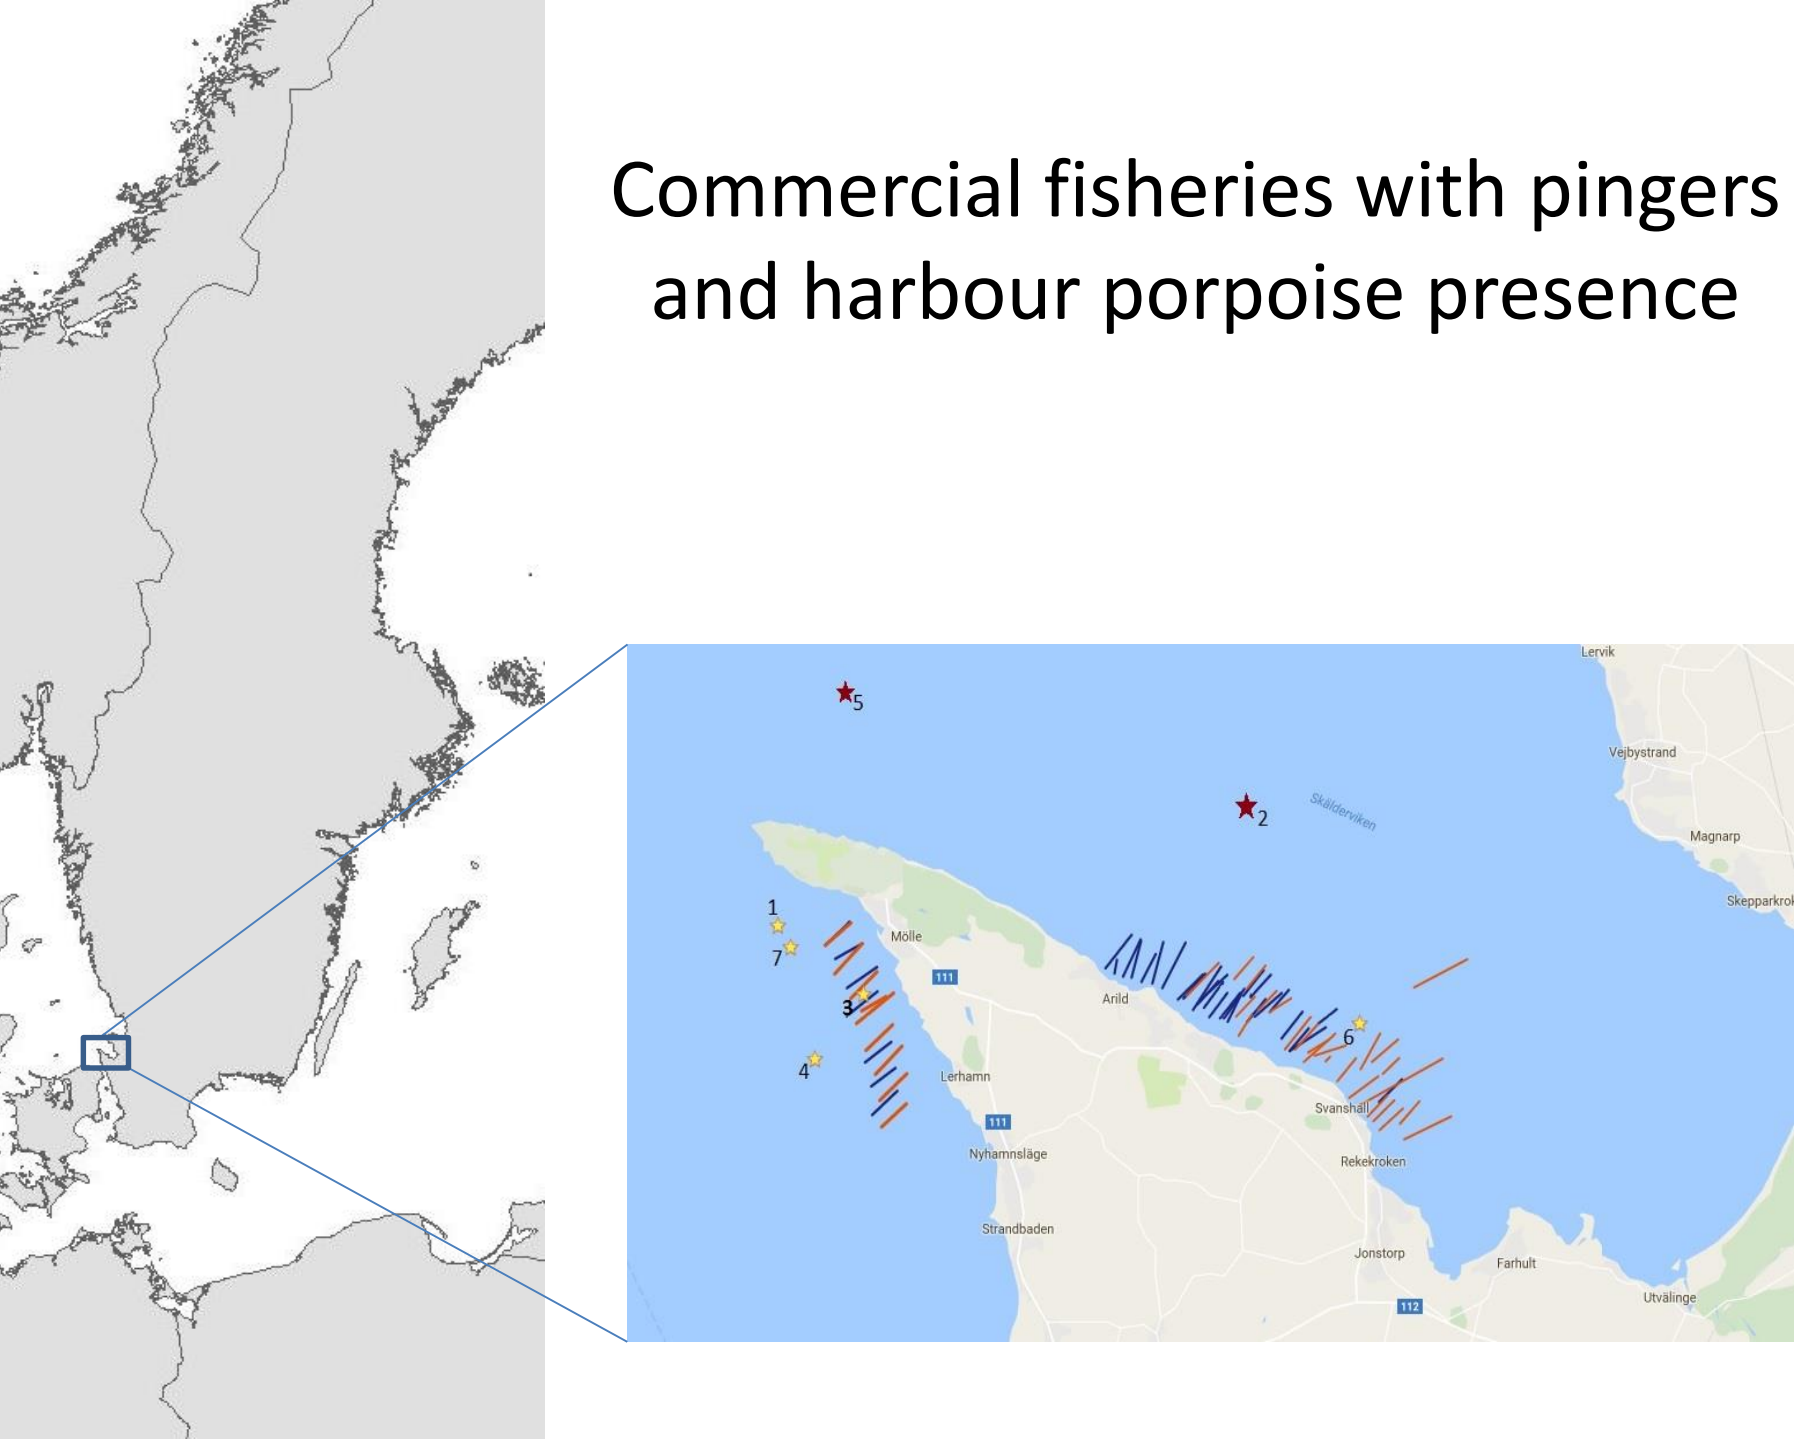 Commercial fisheries with pingers
and harbour porpoise presence
Lervik
5
Vejbystrand
2
Skälderviken
Magnarp
Skepparkrok
1
Mölle
7
111
Arild
3
6
4
Lerhamn
Svanshall
111
Nyhamnsläge
Rekekroken
Strandbaden
Jonstorp
Farhult
Utvälinge
112